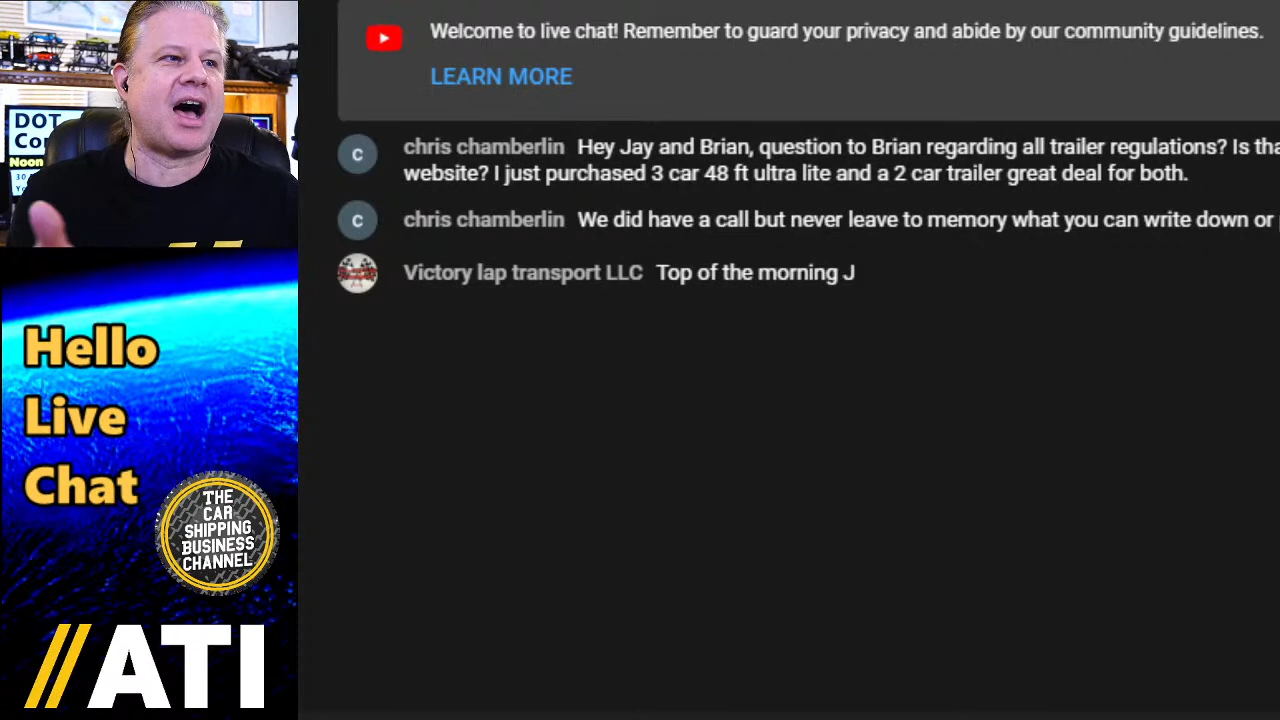 Welcome to live chat! Remember to guard your privacy and abide by our community guidelines.
LEARN MORE
chris chamberlin Hey Jay and Brian, question to Brian regarding all trailer regulations? Is
website? I just purchased 3 car 48 ft ultra lite and a 2 car trailer great deal for both.
C
chris chamberlin We did have a call but never leave to memory what you can write down or
C
Victory lap transport LLC Top of the morning J
DOT
Noon
Hello
Live
Chat
THE
CAR
SHIPPING
BUSINESS
CHANNEL
//ATI